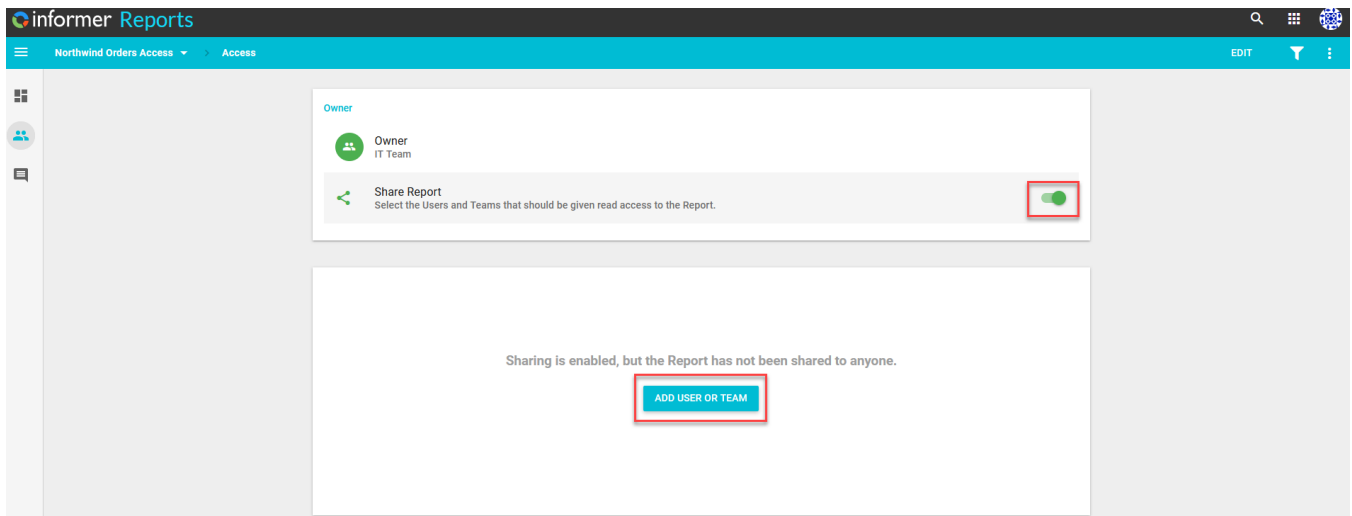 informer Reports
Northwind Orders Access > Access
EDIT
Owner
Owner
IT Team
Share Report
Select the Users and Teams that should be given read access to the Report.
Sharing is enabled, but the Report has not been shared to anyone.
ADD USER OR TEAM